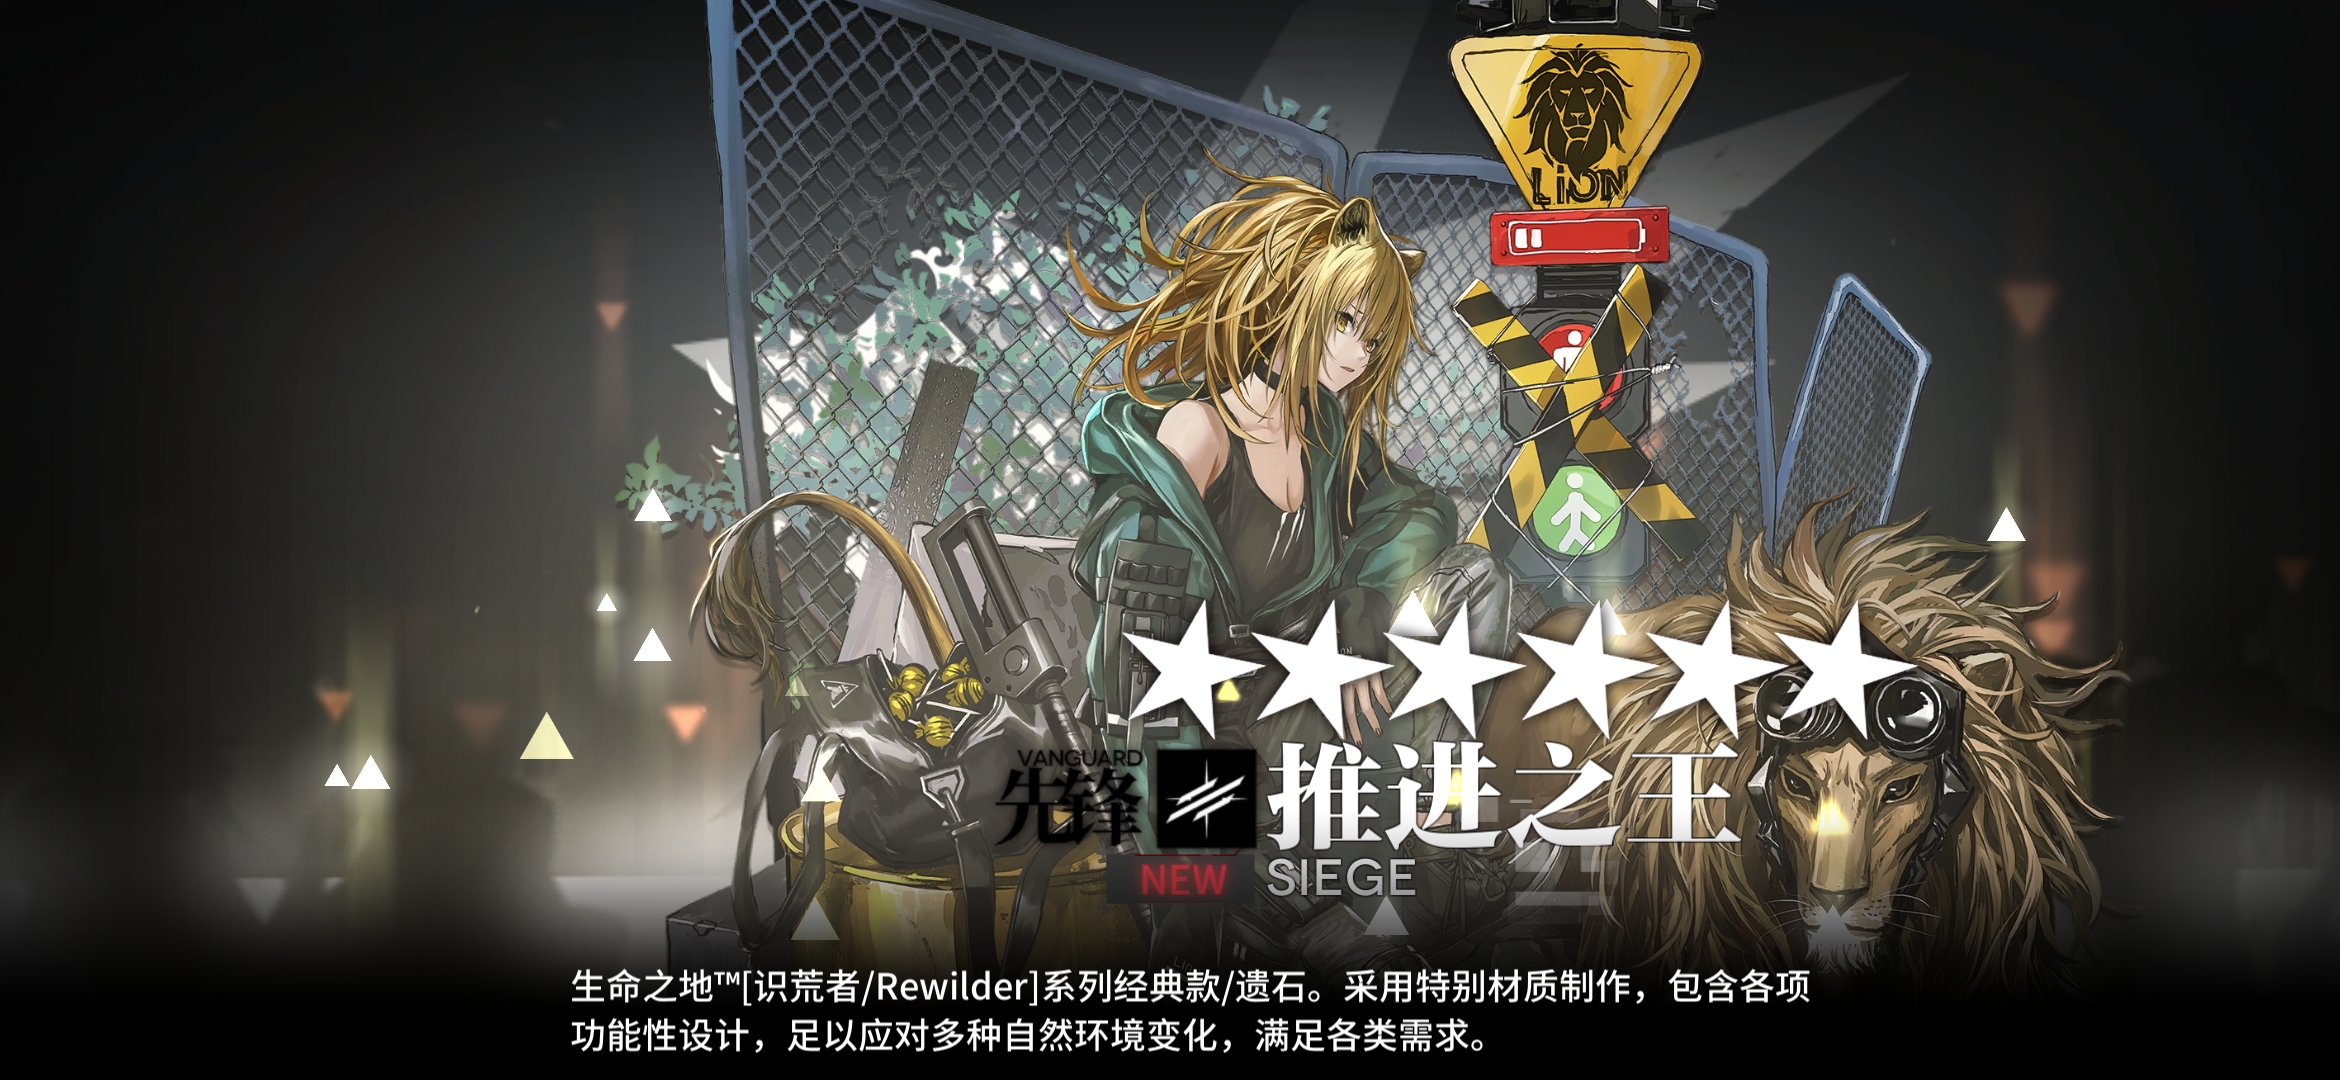 LiON
VANGUARD
先锋
推进之王
NEW
SIEGE
生命之地™[识荒者/Rewilder]系列经典款/遗石。采用特别材质制作，包含各项
功能性设计，足以应对多种自然环境变化，满足各类需求。